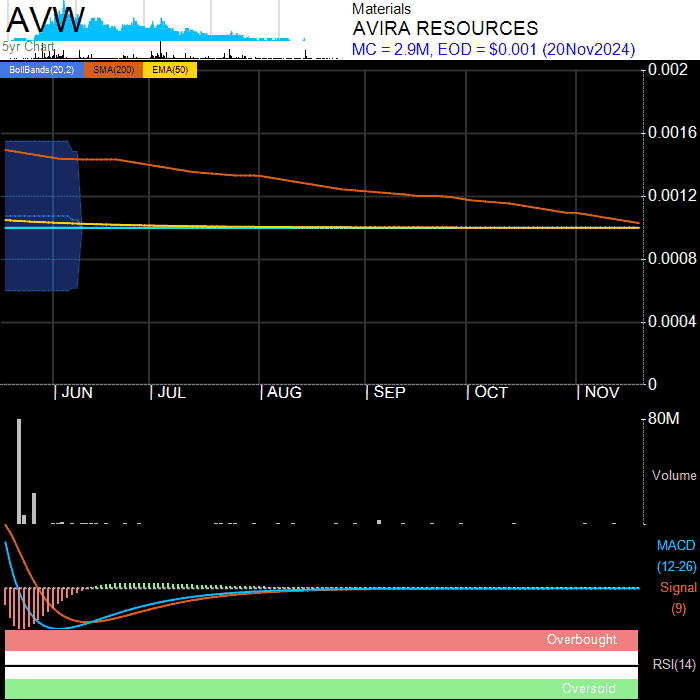 AVW
5yr Chart
Materials
AVIRA RESOURCES
MC = 2.9M, EOD = $0.001 (20Nov2024)
BollBands(20,2) SMA(200) EMA(50)
0.002
0.0016
0.0012
0.0008
0.0004
0
JUN JUL AUG SEP OCT NOV
80M
Volume
MACD
(12-26)
Signal
(9)
Overbought
RSI(14)
Oversold